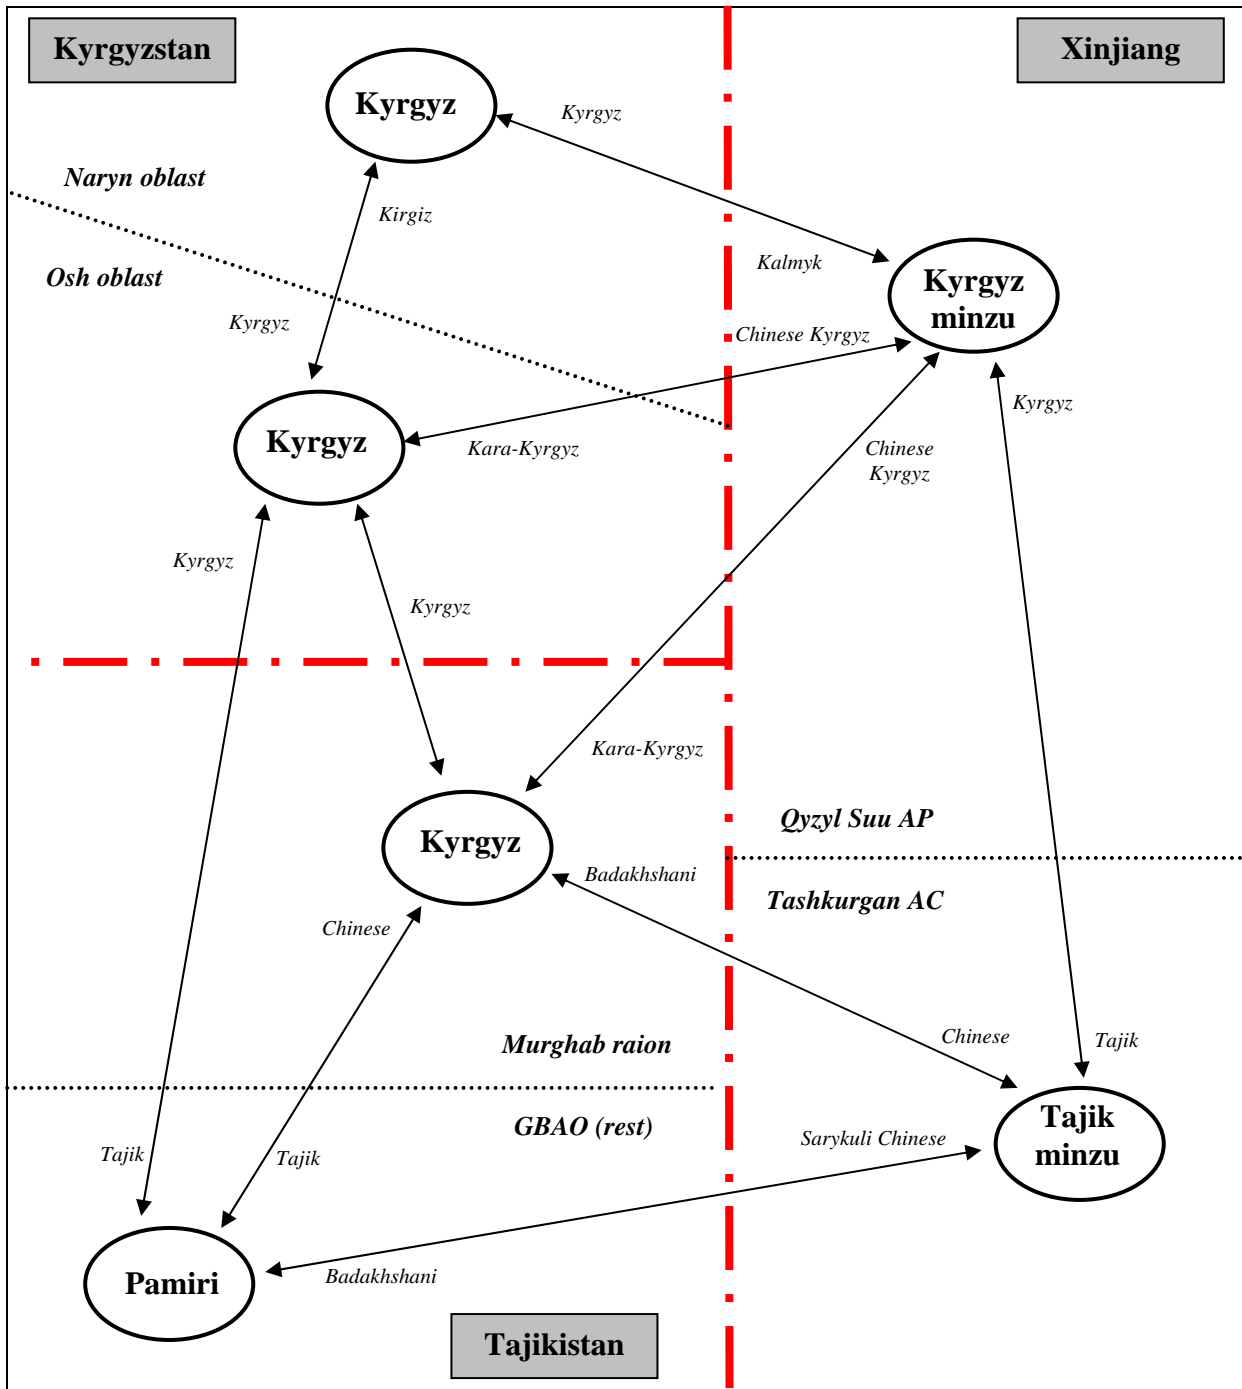 Kyrgyzstan
Xinjiang
Kyrgyz
Kyrgyz
Naryn oblast
Kirgiz
Osh oblast
Kalmyk
Kyrgyz
minzu
Kyrgyz
Chinese Kyrgyz
Kyrgyz
Kyrgyz
Kara-Kyrgyz
Chinese
Kyrgyz
Kyrgyz
Kyrgyz
Kara-Kyrgyz
Qyzyl Suu AP
Kyrgyz
Badakhshani
Tashkurgan AC
Chinese
Murghab raion
Chinese
Tajik
GBAO (rest)
Tajik
minzu
Sarykuli Chinese
Tajik
Tajik
Pamiri
Badakhshani
Tajikistan